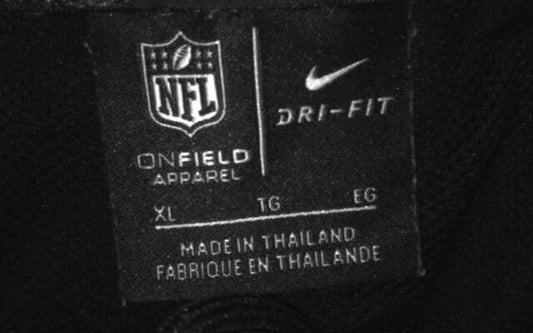 NFL
DRI-FIT
ONFIELD
APPAREL
XL TG EG
MADE IN THAILAND
FABRIQUE EN THAILANDE